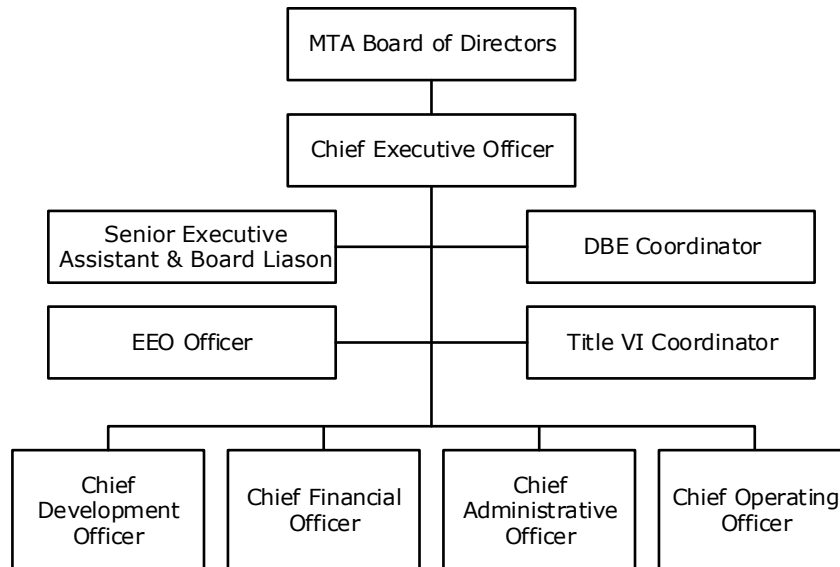 MTA Board of Directors
Chief Executive Officer
Senior Executive
Assistant & Board Liason
DBE Coordinator
EEO Officer
Title VI Coordinator
Chief
Development
Officer
Chief Financial
Officer
Chief
Administrative
Officer
Chief Operating
Officer